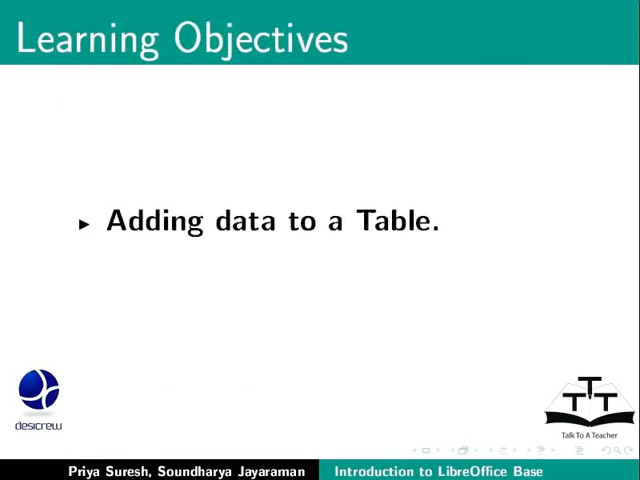 Learning Objectives
Adding data to a Table.
desicrew
T T T
Talk To A Teacher
Priya Suresh, Soundharya Jayaraman
Introduction to LibreOffice Base